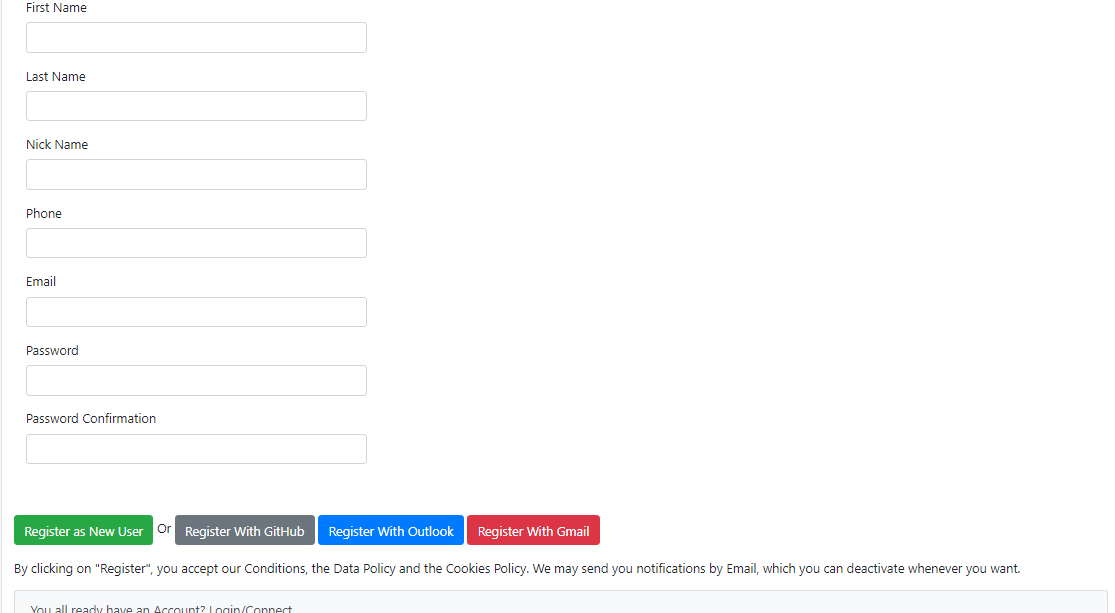 First Name
Last Name
Nick Name
Phone
Email
Password
Password Confirmation
Register as New User Or Register With GitHub Register With Outlook Register With Gmail
By clicking on "Register", you accept our Conditions, the Data Policy and the Cookies Policy. We may send you notifications by Email, which you can deactivate whenever you want.
You all ready have an Account? Login/Connect